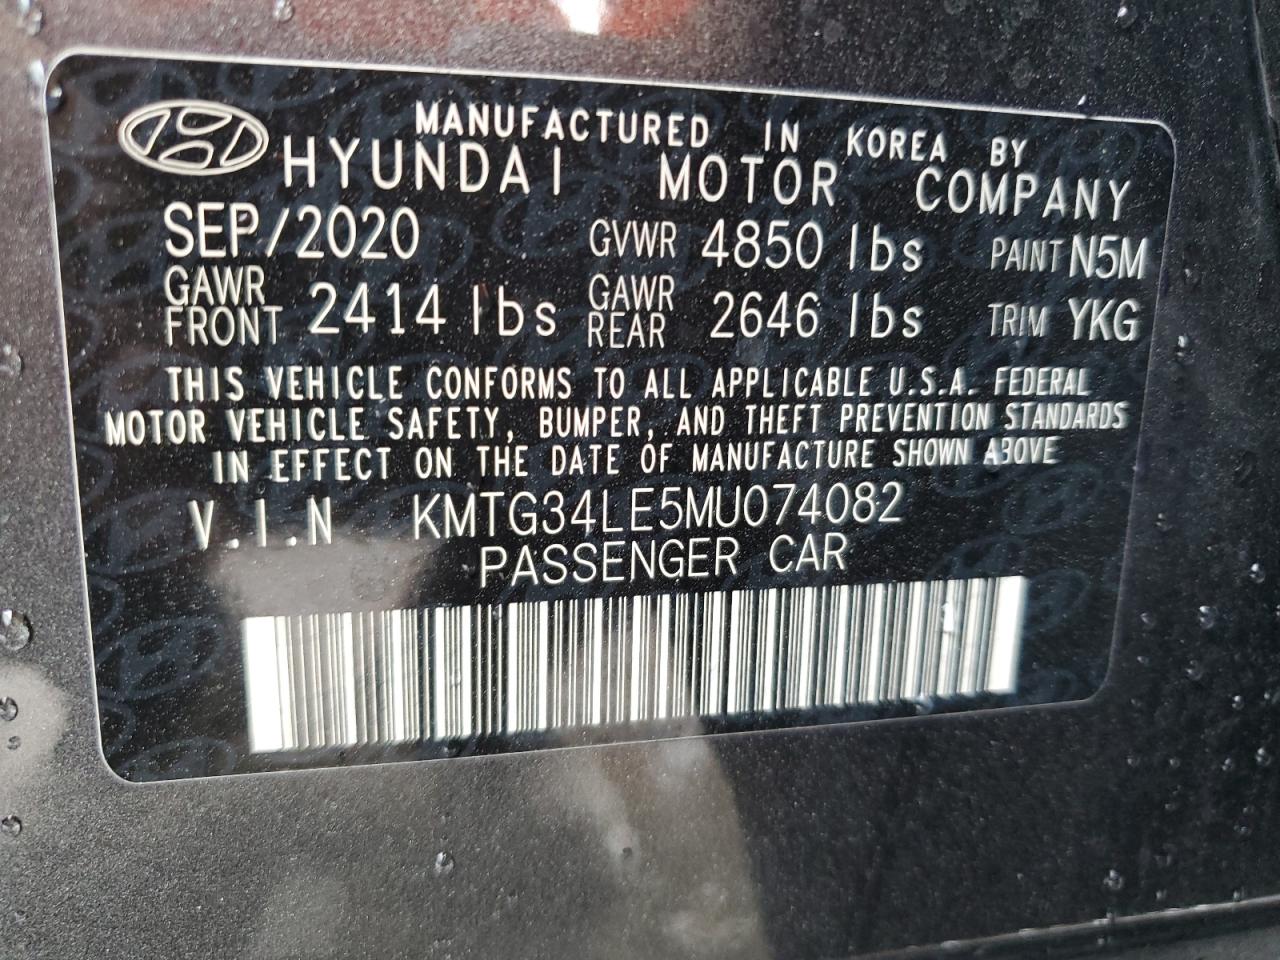 MANUFACTURED IN KOREA BY
HYUNDAI MOTOR COMPANY
SEP/2020 GVWR 4850 lbs PAINT N5M
GAWR FRONT 2414 lbs GAWR REAR 2646 lbs TRIM YKG
THIS VEHICLE CONFORMS TO ALL APPLICABLE U.S.A. FEDERAL
MOTOR VEHICLE SAFETY, BUMPER, AND THEFT PREVENTION STANDARDS
IN EFFECT ON THE DATE OF MANUFACTURE SHOWN ABOVE
V.I.N KMTG34LE5MU074082
PASSENGER CAR